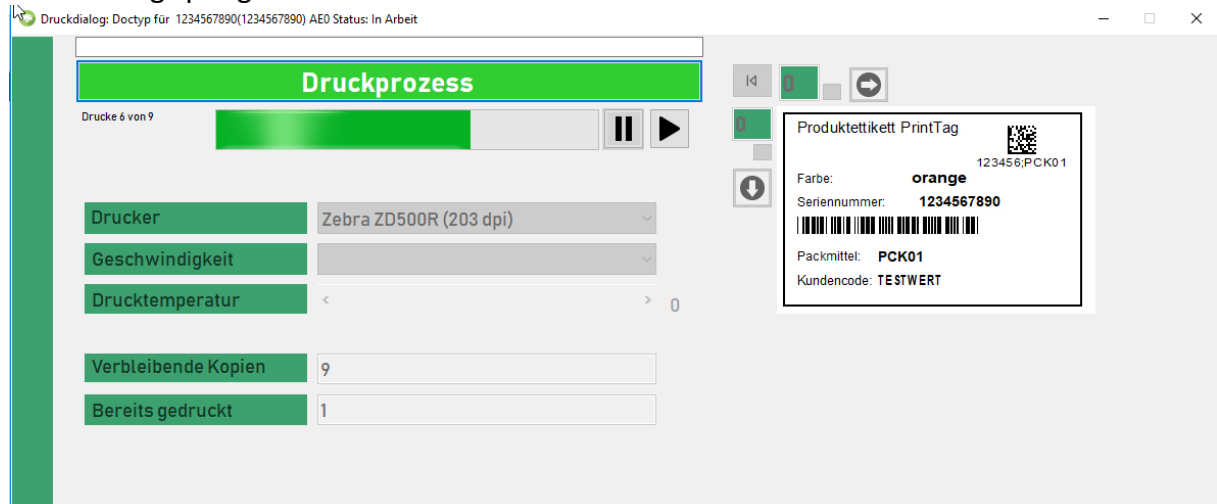 Druckdialog: Doctyp für 1234567890(1234567890) AE0 Status: In Arbeit
Druckprozess
Drucke 6 von 9
Drucker
Zebra ZD500R (203 dpi)
Geschwindigkeit
Drucktemperatur
0
Verbleibende Kopien
9
Bereits gedruckt
1
0
0
Produktettikett PrintTag
123456;PCK01
Farbe: orange
Seriennummer: 1234567890
Packmittel: PCK01
Kundencode: TESTWERT